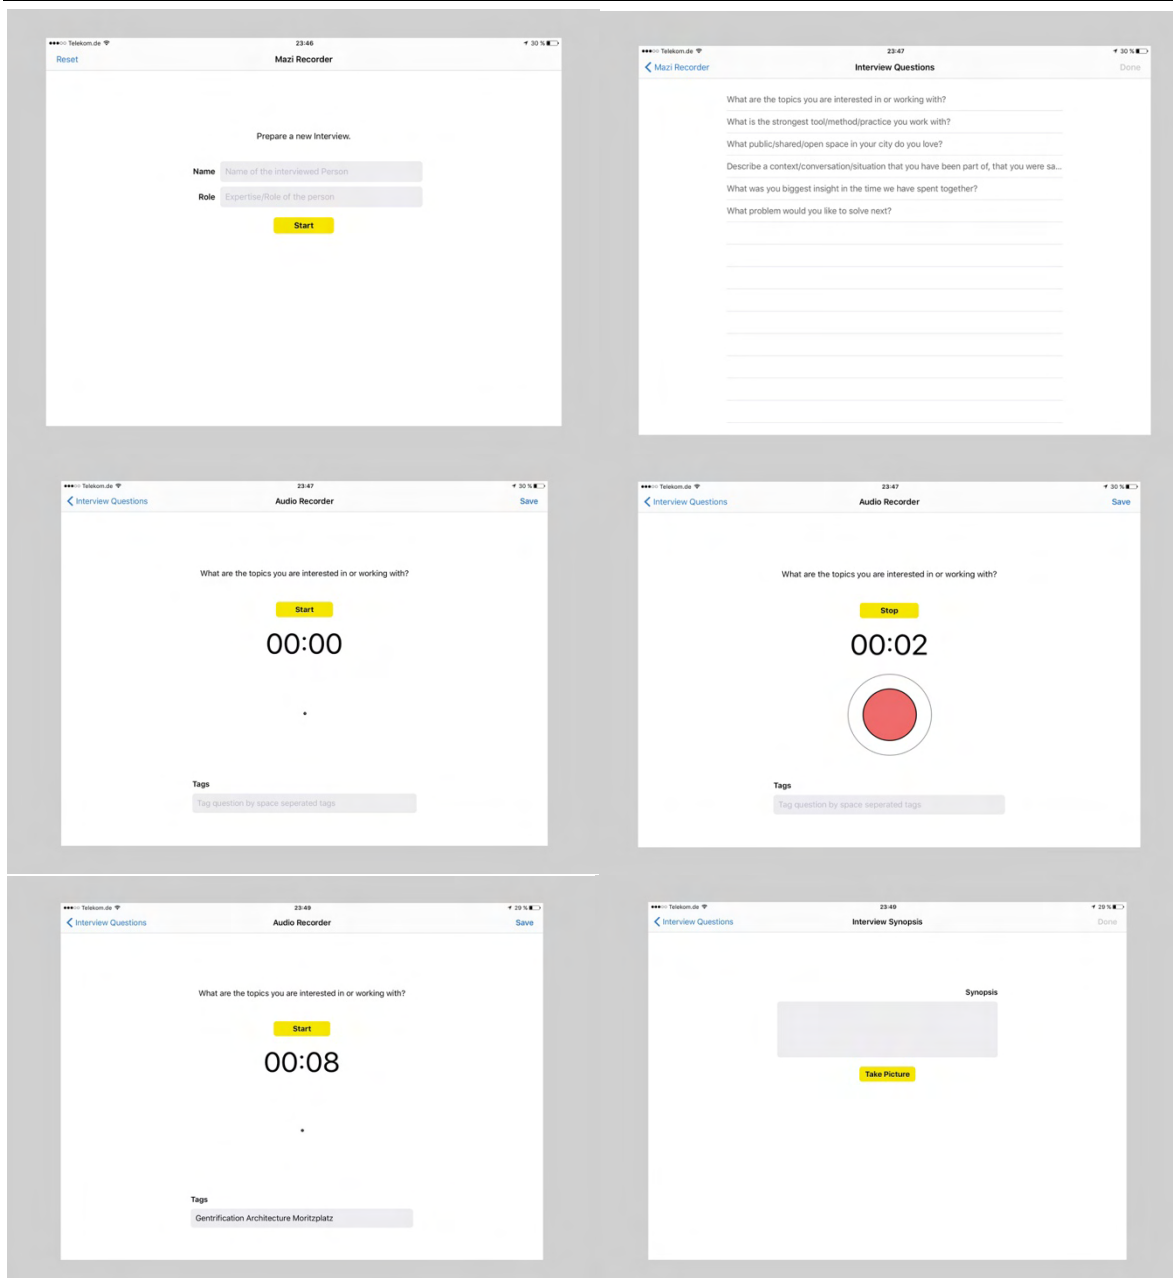 Telekom.de 23:46 30 %
Reset Mazi Recorder
Prepare a new Interview.
Name Name of the Interviewed Person
Role Expertise/Role of the person
Start
Telekom.de 23:47 30 %
Mazi Recorder Interview Questions Done
What are the topics you are interested in or working with?
What is the strongest tool/method/practice you work with?
What public/shared/open space in your city do you love?
Describe a context/conversation/situation that you have been part of, that you were sa...
What was you biggest insight in the time we have spent together?
What problem would you like to solve next?
Telekom.de 23:47 30 %
Interview Questions Audio Recorder Save
What are the topics you are interested in or working with?
Start
00:00
Tags
Tag question by space seperated tags
Telekom.de 23:47 30 %
Interview Questions Audio Recorder Save
What are the topics you are interested in or working with?
Stop
00:02
Tags
Tag question by space seperated tags
Telekom.de 23:49 29 %
Interview Questions Audio Recorder Save
What are the topics you are interested in or working with?
Start
00:08
Tags
Gentrification Architecture Moritzplatz
Telekom.de 23:49 29 %
Interview Questions Interview Synopsis Done
Synopsis
Take Picture